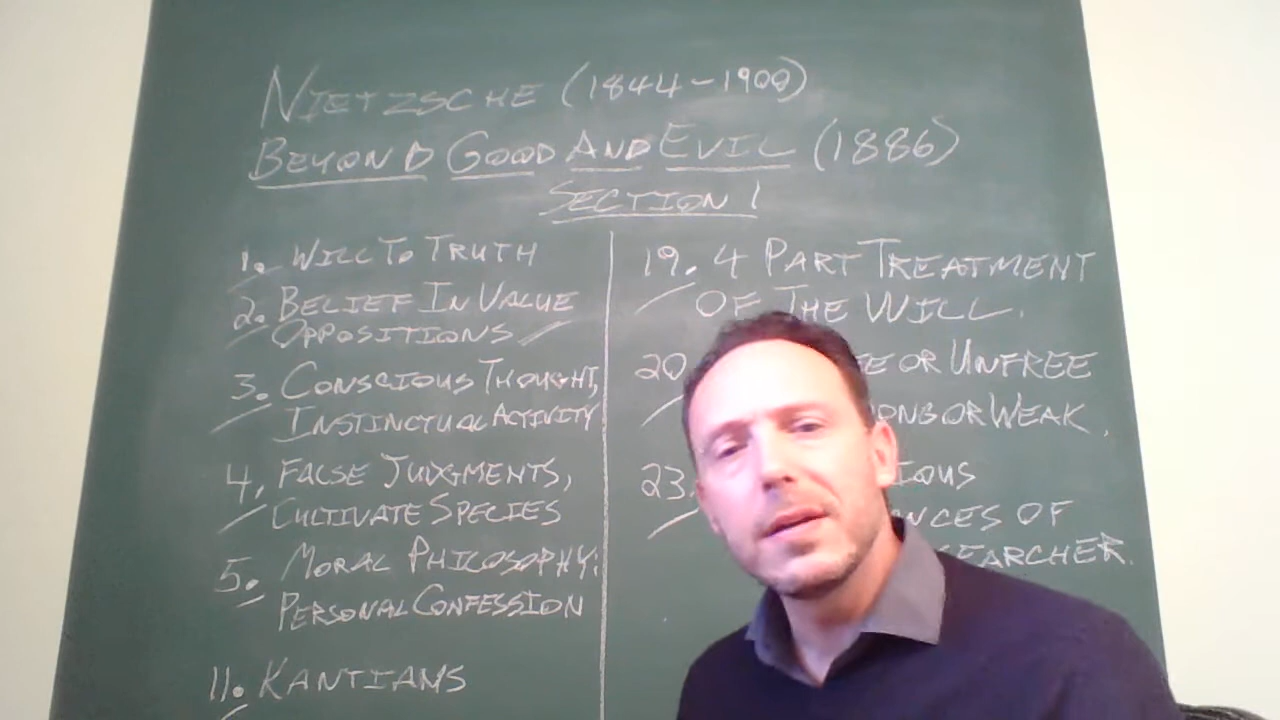 NIETZSCHE (1844-1900)
BEYOND GOOD AND EVIL (1886)
SECTION 1
1. WILL TO TRUTH
2. BELIEF IN VALUE
OPPOSITIONS
3. CONSCIOUS THOUGHT,
INSTINCTUAL ACTIVITY
4. FALSE JUDGMENTS,
CULTIVATE SPECIES
5. MORAL PHILOSOPHY:
PERSONAL CONFESSION
11. KANTIANS
19. 4 PART TREATMENT
OF THE WILL.
20
OR UNFREE
OR WEAK.
23.
OF